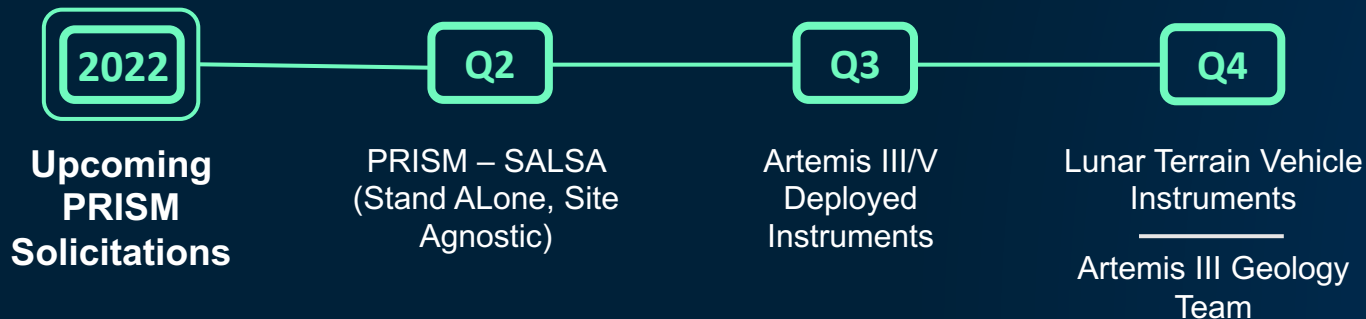 2022
Upcoming
PRISM
Solicitations
Q2
PRISM – SALSA
(Stand ALone, Site
Agnostic)
Q3
Artemis III/V
Deployed
Instruments
Q4
Lunar Terrain Vehicle
Instruments
Artemis III Geology
Team